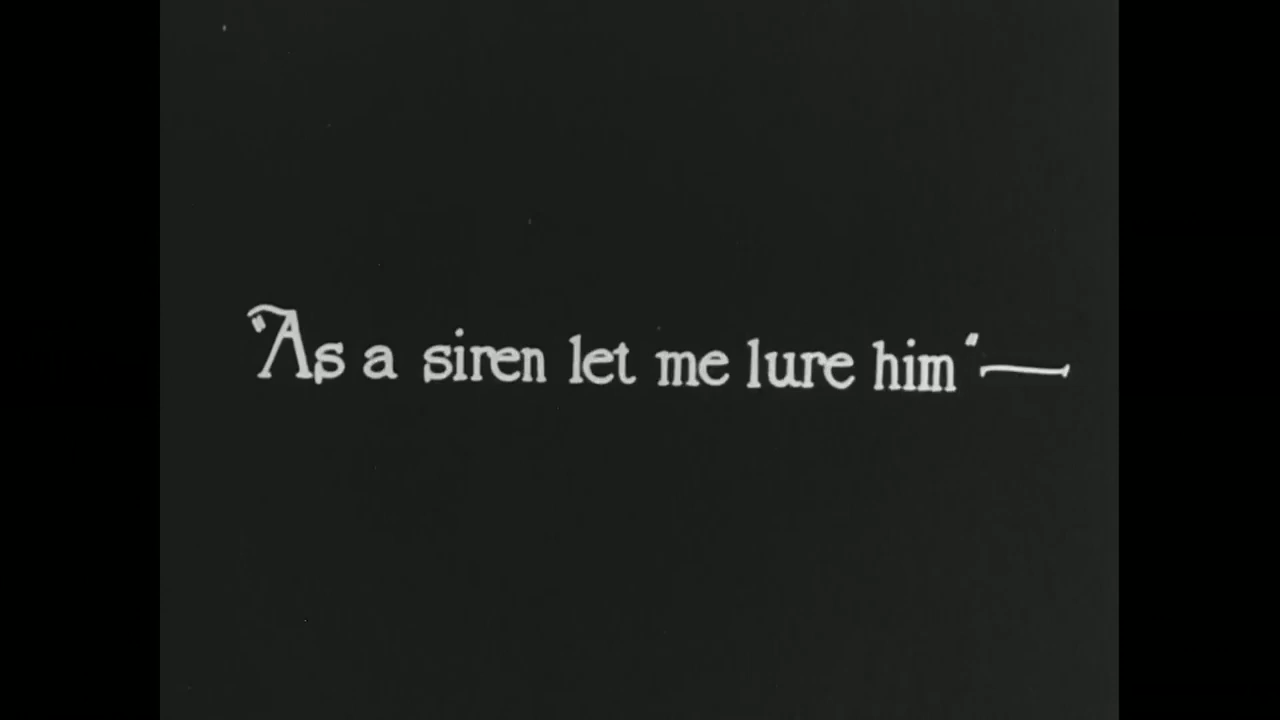 "As a siren let me lure him"—